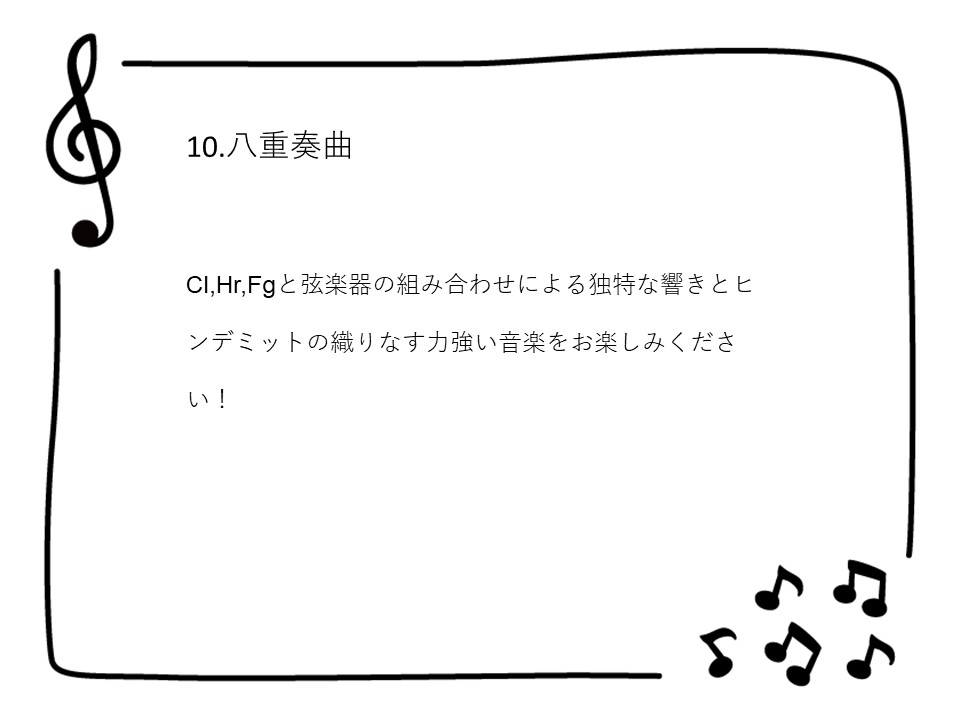 10.八重奏曲
Cl,Hr,Fgと弦楽器の組み合わせによる独特な響きとヒ
ンデミットの織りなす力強い音楽をお楽しみくださ
い！